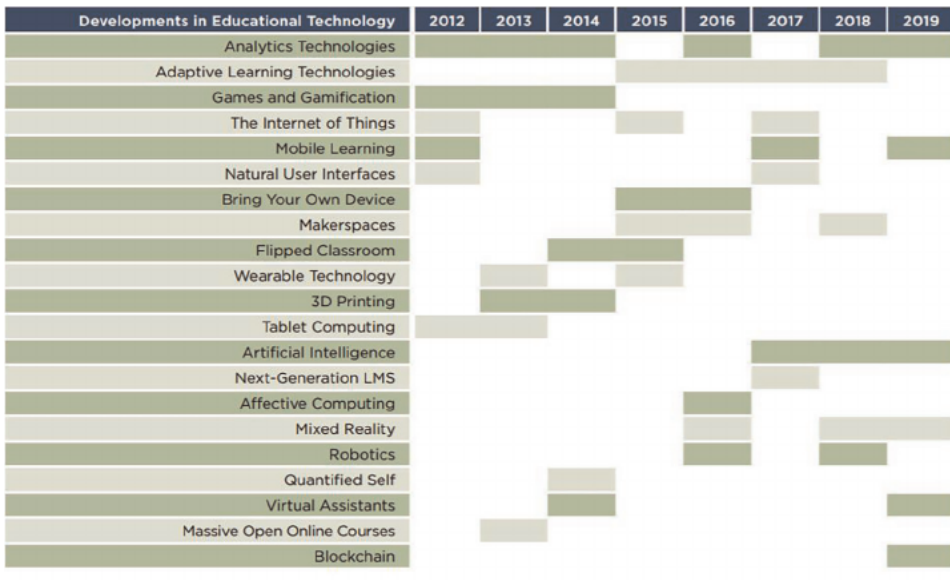 Developments in Educational Technology 2012 2013 2014 2015 2016 2017 2018 2019
Analytics Technologies
Adaptive Learning Technologies
Games and Gamification
The Internet of Things
Mobile Learning
Natural User Interfaces
Bring Your Own Device
Makerspaces
Flipped Classroom
Wearable Technology
3D Printing
Tablet Computing
Artificial Intelligence
Next-Generation LMS
Affective Computing
Mixed Reality
Robotics
Quantified Self
Virtual Assistants
Massive Open Online Courses
Blockchain